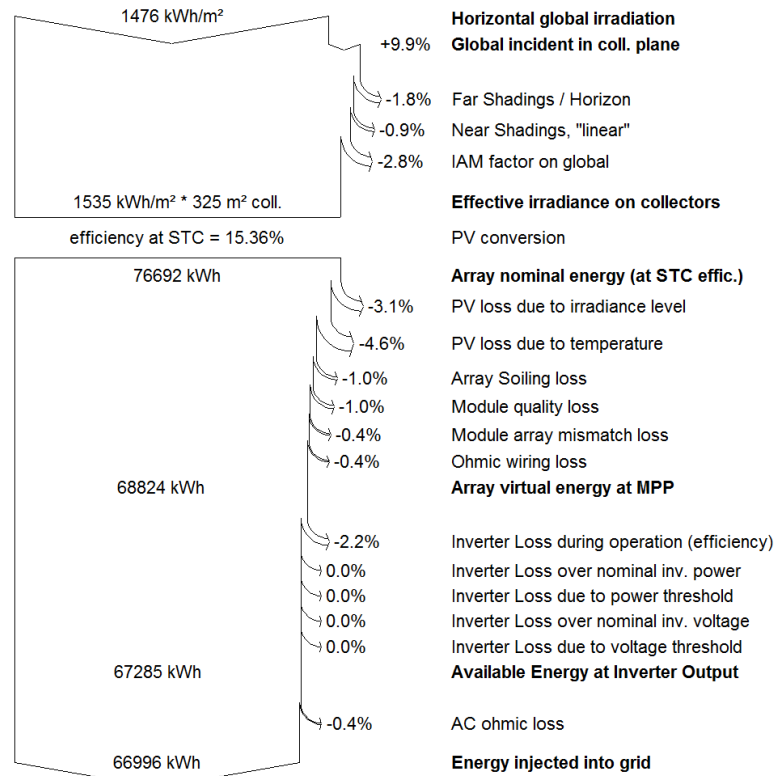 1476 kWh/m² Horizontal global irradiation
+9.9% Global incident in coll. plane
-1.8% Far Shadings / Horizon
-0.9% Near Shadings, "linear"
-2.8% IAM factor on global
1535 kWh/m² * 325 m² coll. Effective irradiance on collectors
efficiency at STC = 15.36% PV conversion
76692 kWh Array nominal energy (at STC effic.)
-3.1% PV loss due to irradiance level
-4.6% PV loss due to temperature
-1.0% Array Soiling loss
-1.0% Module quality loss
-0.4% Module array mismatch loss
-0.4% Ohmic wiring loss
68824 kWh Array virtual energy at MPP
-2.2% Inverter Loss during operation (efficiency)
0.0% Inverter Loss over nominal inv. power
0.0% Inverter Loss due to power threshold
0.0% Inverter Loss over nominal inv. voltage
0.0% Inverter Loss due to voltage threshold
67285 kWh Available Energy at Inverter Output
-0.4% AC ohmic loss
66996 kWh Energy injected into grid